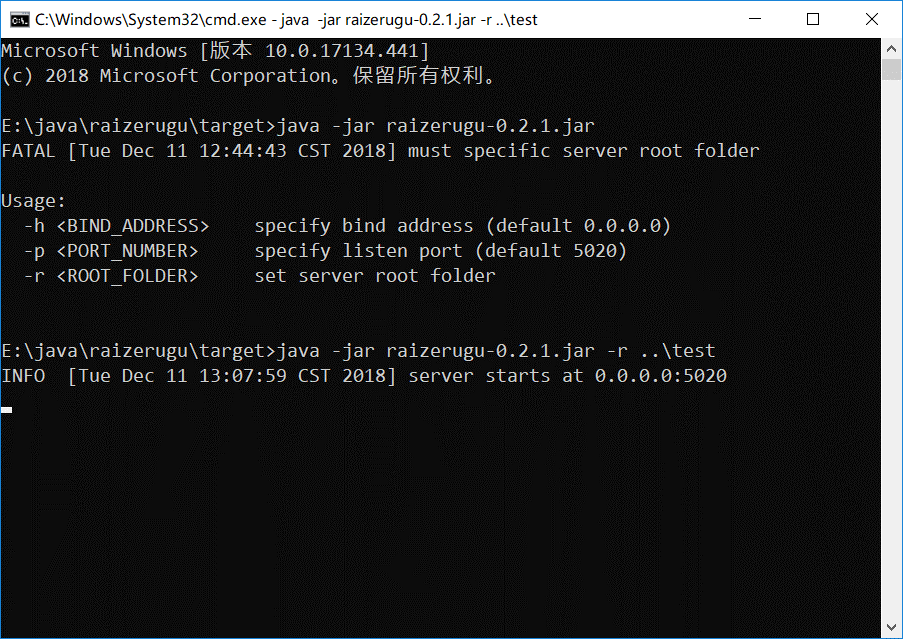 C:\Windows\System32\cmd.exe - java  -jar raizerugu-0.2.1.jar -r ..\test
Microsoft Windows [版本 10.0.17134.441]
(c) 2018 Microsoft Corporation。保留所有权利。
E:\java\raizerugu\target>java -jar raizerugu-0.2.1.jar
FATAL [Tue Dec 11 12:44:43 CST 2018] must specific server root folder
Usage:
  -h <BIND_ADDRESS>    specify bind address (default 0.0.0.0)
  -p <PORT_NUMBER>     specify listen port (default 5020)
  -r <ROOT_FOLDER>     set server root folder
E:\java\raizerugu\target>java -jar raizerugu-0.2.1.jar -r ..\test
INFO  [Tue Dec 11 13:07:59 CST 2018] server starts at 0.0.0.0:5020